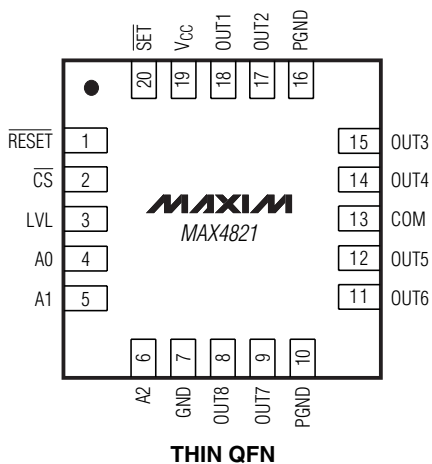 SET VCC OUT1 OUT2 PGND
20 19 18 17 16
RESET 1 15 OUT3
CS 2 14 OUT4
LVL 3 13 COM
A0 4 12 OUT5
A1 5 11 OUT6
MAXIM
MAX4821
6 7 8 9 10
A2 GND OUT8 OUT7 PGND
THIN QFN